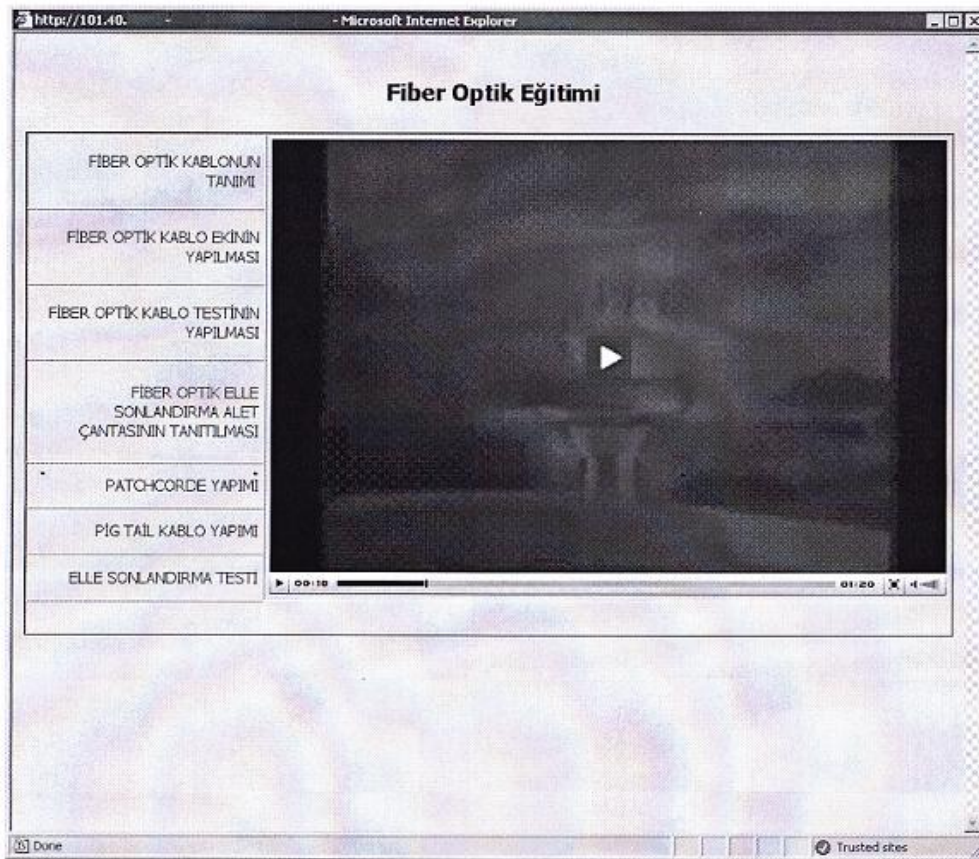 http://101.40. - Microsoft Internet Explorer
Fiber Optik Eğitimi
FİBER OPTİK KABLONUN
TANIMI
FİBER OPTİK KABLO EKİNİN
YAPILMASI
FİBER OPTİK KABLO TESTİNİN
YAPILMASI
FİBER OPTİK ELLE
SONLANDIRMA ALET
ÇANTASININ TANITILMASI
PATCHCORDE YAPIMI
PİG TAIL KABLO YAPIMI
ELLE SONLANDIRMA TESTİ
00:18 01:20
Done Trusted sites